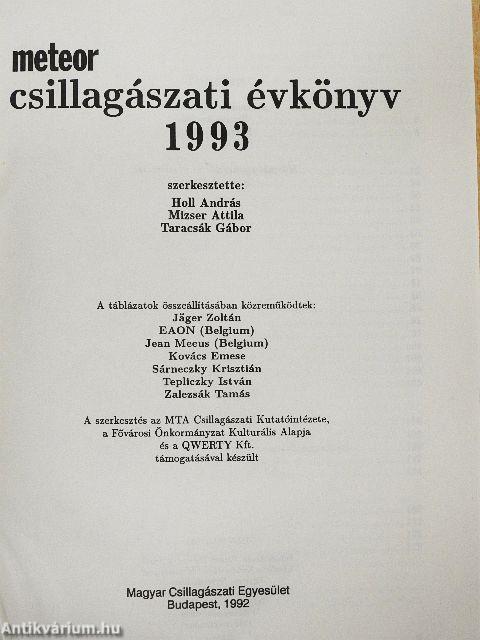 meteor
csillagászati évkönyv
1993
szerkesztette:
Holl András
Mizser Attila
Taracsák Gábor
A táblázatok összeállításában közreműködtek:
Jäger Zoltán
EAON (Belgium)
Jean Meeus (Belgium)
Kovács Emese
Sárneczky Krisztián
Tepliczky István
Zalezsák Tamás
A szerkesztés az MTA Csillagászati Kutatóintézete,
a Fővárosi Önkormányzat Kulturális Alapja
és a QWERTY Kft.
támogatásával készült
Magyar Csillagászati Egyesület
Budapest, 1992
Antikvárium.hu